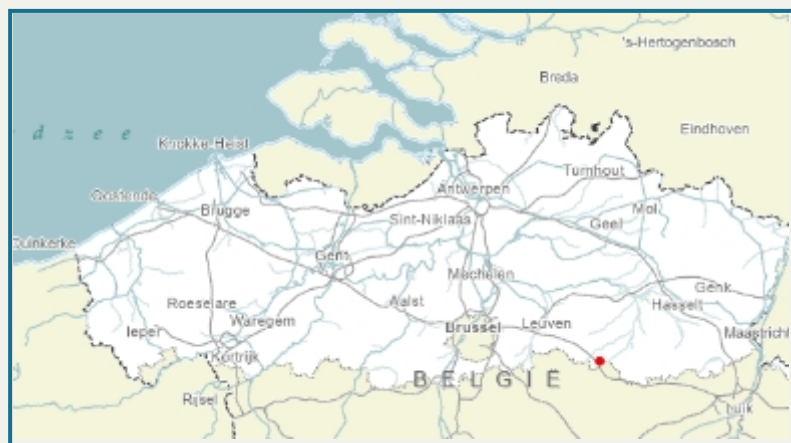 's-Hertogenbosch
Breda
d z e e
Eindhoven
Knokke-Heist
Turnhout
Oostende
Antwerpen
Mol
Brugge
Sint-Niklaas
Geel
Duinkerke
Gent
Mechelen
Genk
Roeselare
Aalst
Hasselt
Waregem
Brussel
Leuven
Ieper
Maastricht
Kortrijk
BELGIË
Rijsel
Luik